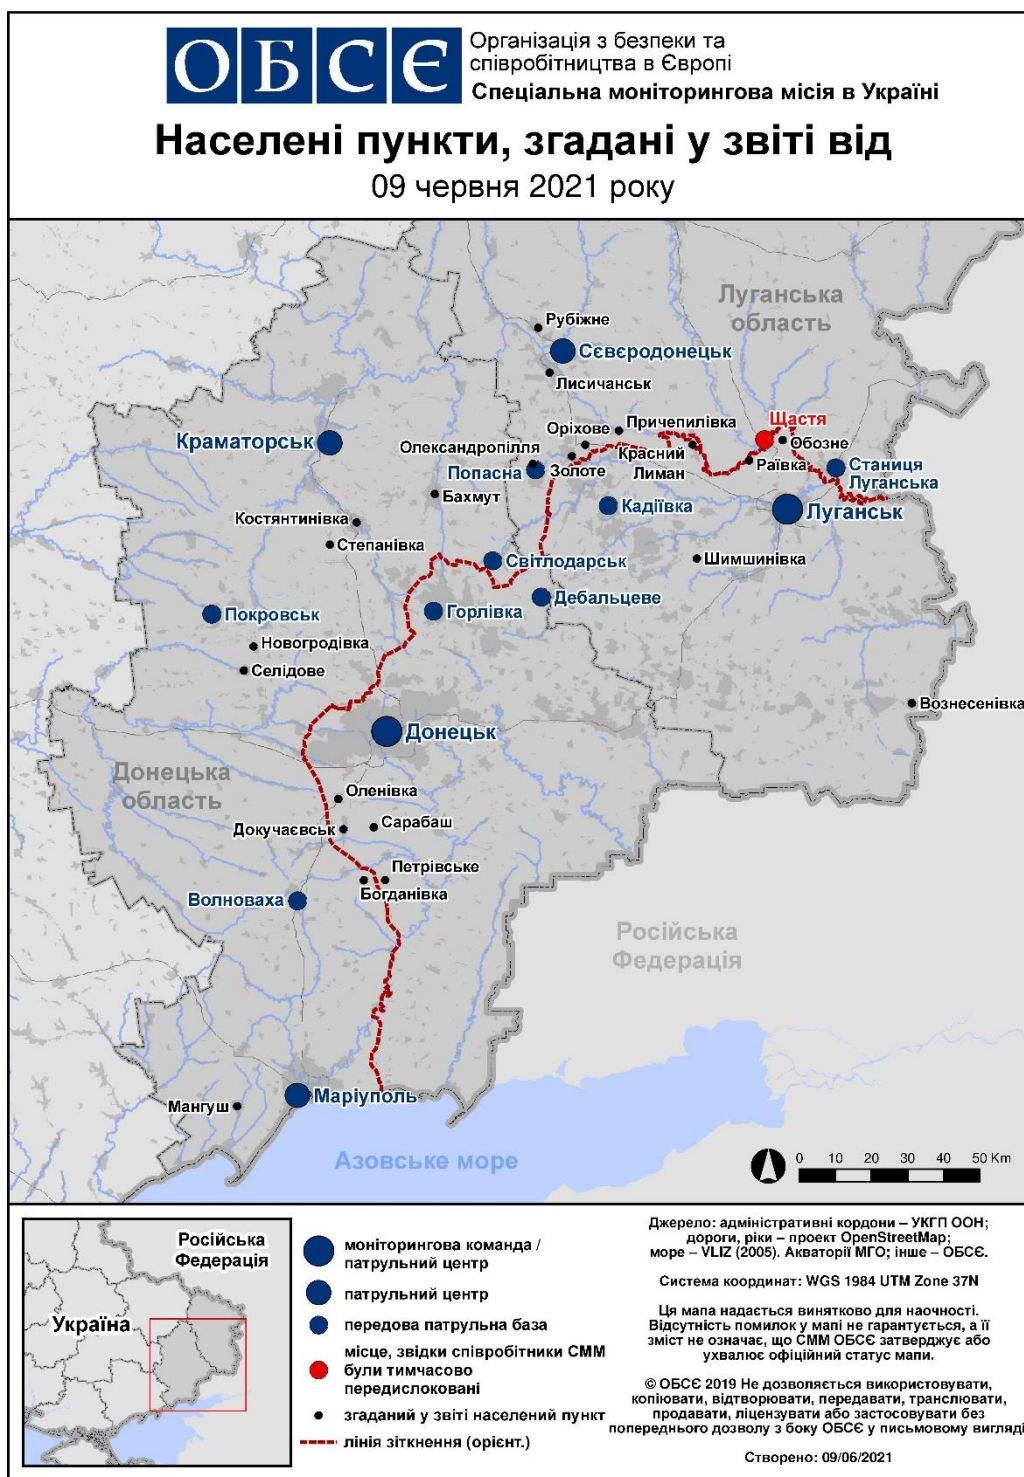 ОБСЄ
Організація з безпеки та
співробітництва в Європі
Спеціальна моніторингова місія в Україні
Населені пункти, згадані у звіті від
09 червня 2021 року
Луганська
область
Рубіжне
Сєвєродонецьк
Лисичанськ
Щастя
Причепилівка
Оріхове
Обозне
Краматорськ
Олександропілля
Красний
Лиман
Раївка
Станиця
Луганська
Попасна
Золоте
Бахмут
Кадіївка
Луганськ
Костянтинівка
Степанівка
Світлодарськ
Шимшинівка
Дебальцеве
Горлівка
Покровськ
Новогродівка
Селідове
Вознесенівка
Донецьк
Донецька
область
Оленівка
Докучаєвськ
Сарабаш
Петрівське
Богданівка
Волноваха
Російська
Федерація
Маріуполь
Мангуш
Азовське море
0 10 20 30 40 50 Km
Російська
Федерація
Україна
моніторингова команда /
патрульний центр
патрульний центр
передова патрульна база
місце, звідки співробітники СММ
були тимчасово
передислоковані
згаданий у звіті населений пункт
лінія зіткнення (орієнт.)
Джерело: адміністративні кордони – УКГП ООН;
дороги, ріки – проект OpenStreetMap;
море – VLIZ (2005). Акваторії МГО; інше – ОБСЄ.
Система координат: WGS 1984 UTM Zone 37N
Ця мапа надається винятково для наочності.
Відсутність помилок у мапі не гарантується, а її
зміст не означає, що СММ ОБСЄ затверджує або
ухвалює офіційний статус мапи.
© ОБСЄ 2019 Не дозволяється використовувати,
копіювати, відтворювати, передавати, транслювати,
продавати, ліцензувати або застосовувати без
попереднього дозволу з боку ОБСЄ у письмовому вигляді
Створено: 09/06/2021